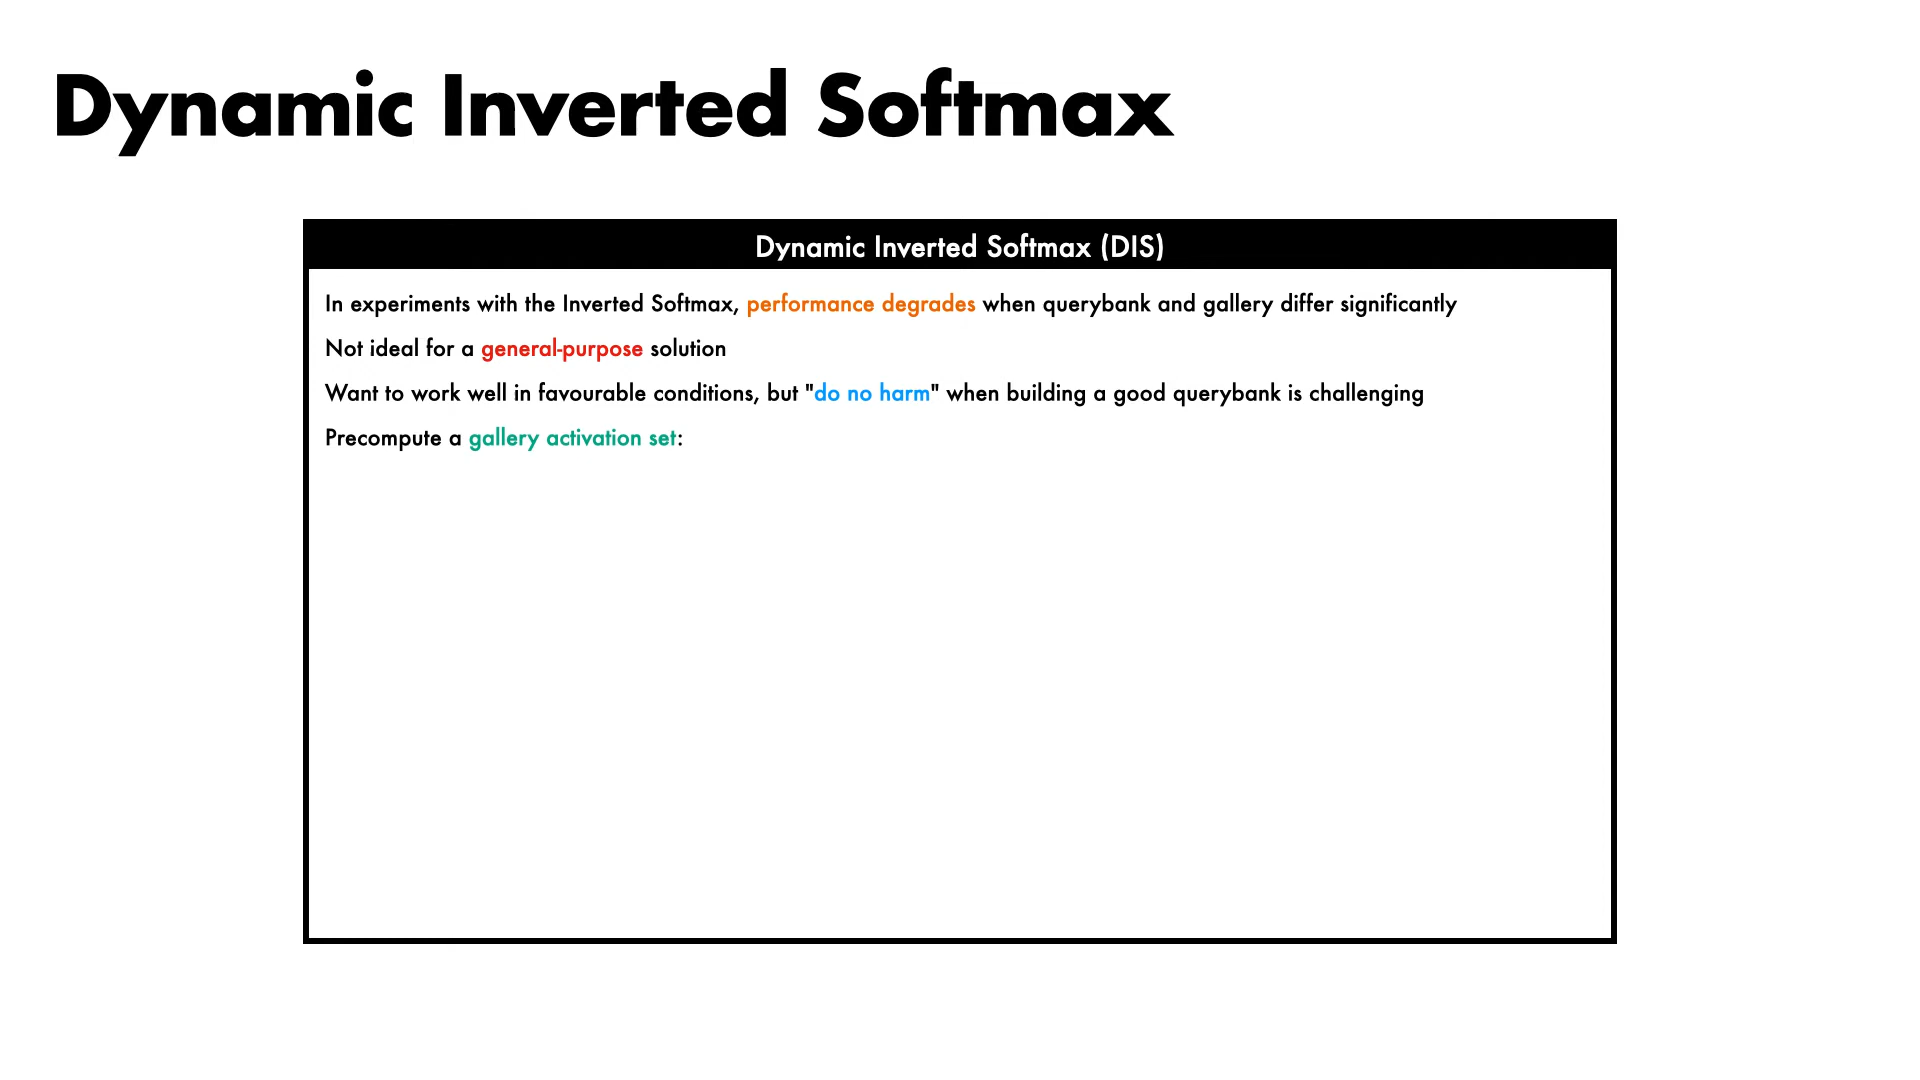 Dynamic Inverted Softmax
Dynamic Inverted Softmax (DIS)
In experiments with the Inverted Softmax, performance degrades when querybank and gallery differ significantly
Not ideal for a general-purpose solution
Want to work well in favourable conditions, but "do no harm" when building a good querybank is challenging
Precompute a gallery activation set: